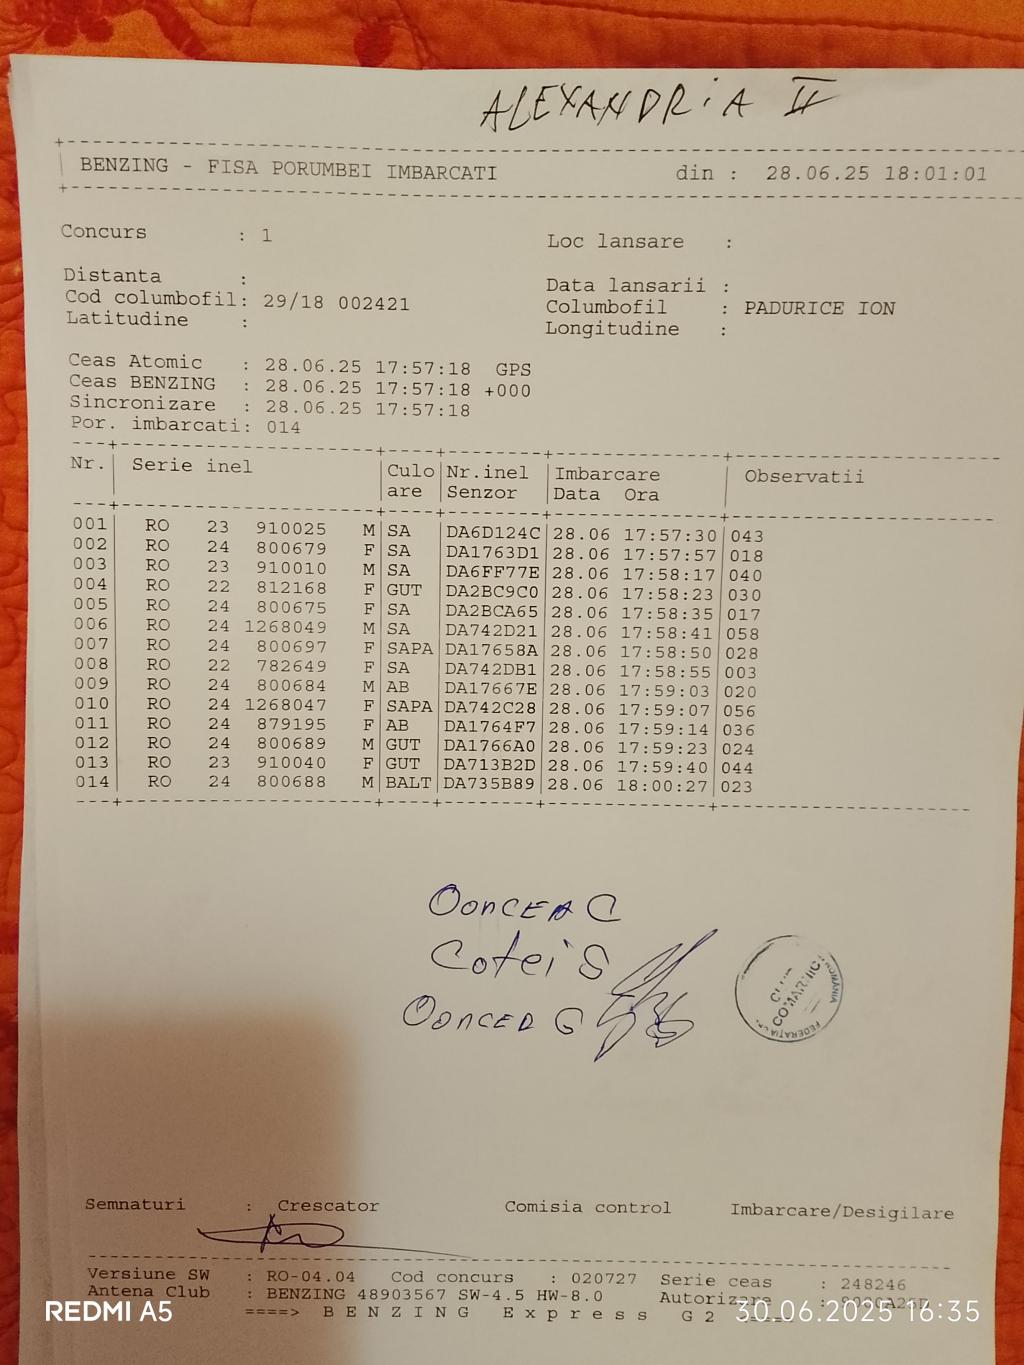 ALEXANDRIA II
BENZING - FISA PORUMBEI IMBARCATI din : 28.06.25 18:01:01
Concurs : 1 Loc lansare :
Distanta : Data lansarii :
Cod columbofil: 29/18 002421 Columbofil : PADURICE ION
Latitudine : Longitudine :
Ceas Atomic : 28.06.25 17:57:18 GPS
Ceas BENZING : 28.06.25 17:57:18 +000
Sincronizare : 28.06.25 17:57:18
Por. imbarcati: 014
Nr. Serie inel Culo Nr.inel Imbarcare Observatii
are Senzor Data Ora
001 RO 23 910025 M SA DA6D124C 28.06 17:57:30 043
002 RO 24 800679 F SA DA1763D1 28.06 17:57:57 018
003 RO 23 910010 M SA DA6FF77E 28.06 17:58:17 040
004 RO 22 812168 F GUT DA2BC9C0 28.06 17:58:23 030
005 RO 24 800675 F SA DA2BCA65 28.06 17:58:35 017
006 RO 24 1268049 M SA DA742D21 28.06 17:58:41 058
007 RO 24 800697 F SAPA DA17658A 28.06 17:58:50 028
008 RO 22 782649 F SA DA742DB1 28.06 17:58:55 003
009 RO 24 800684 M AB DA17667E 28.06 17:59:03 020
010 RO 24 1268047 F SAPA DA742C28 28.06 17:59:07 056
011 RO 24 879195 F AB DA1764F7 28.06 17:59:14 036
012 RO 24 800689 M GUT DA1766A0 28.06 17:59:23 024
013 RO 23 910040 F GUT DA713B2D 28.06 17:59:40 044
014 RO 24 800688 M BALT DA735B89 28.06 18:00:27 023
OONCEA C
Cotei S
OONCEA G
ROMANIA
COMARNIC
FEDERATIA
Semnaturi : Crescator Comisia control Imbarcare/Desigilare
Versiune SW : RO-04.04 Cod concurs : 020727 Serie ceas : 248246
Antena Club : BENZING 48903567 SW-4.5 HW-8.0 Autorizare :
====> BENZING Express G2
REDMI A5 30.06.2025 16:35